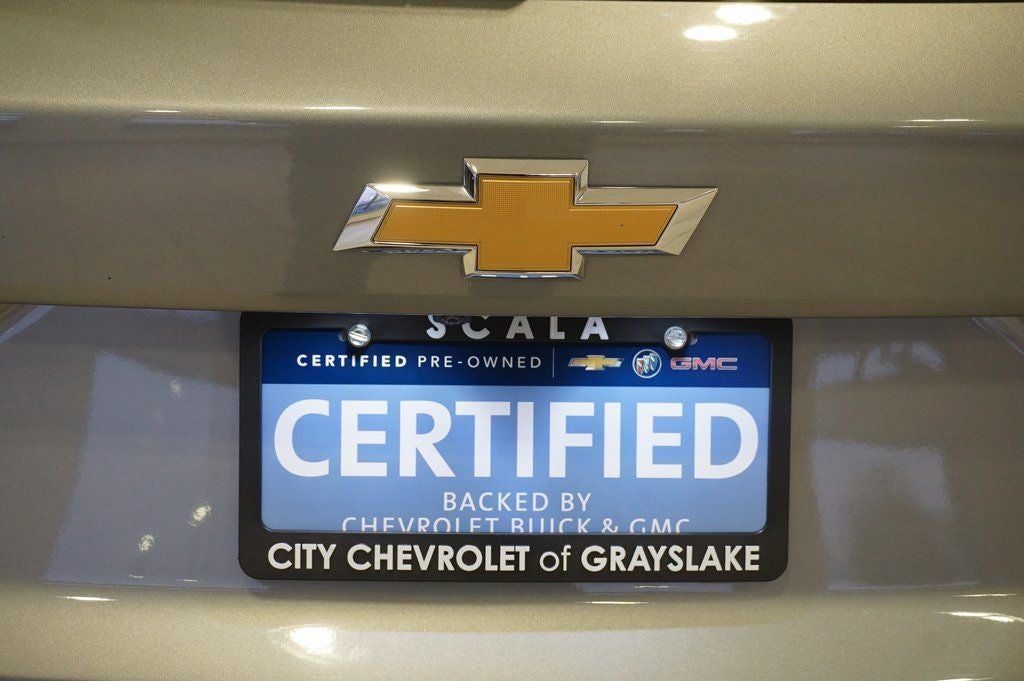 SCALA
CERTIFIED PRE-OWNED GMC
CERTIFIED
BACKED BY
CHEVROLET BUICK & GMC
CITY CHEVROLET of GRAYSLAKE